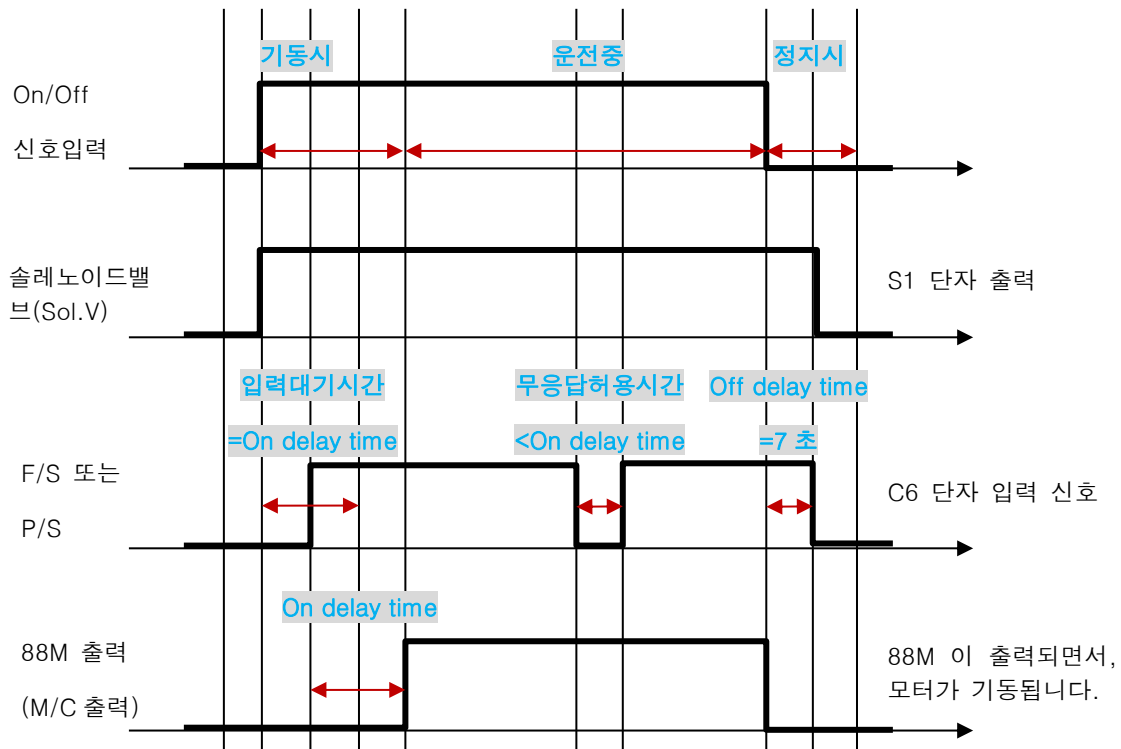 기동시
운전중
정지시
On/Off
신호입력
솔레노이드밸
브(Sol.V)
S1 단자 출력
입력대기시간
무응답허용시간
Off delay time
=On delay time
<On delay time
=7 초
F/S 또는
P/S
C6 단자 입력 신호
On delay time
88M 출력
(M/C 출력)
88M 이 출력되면서,
모터가 기동됩니다.